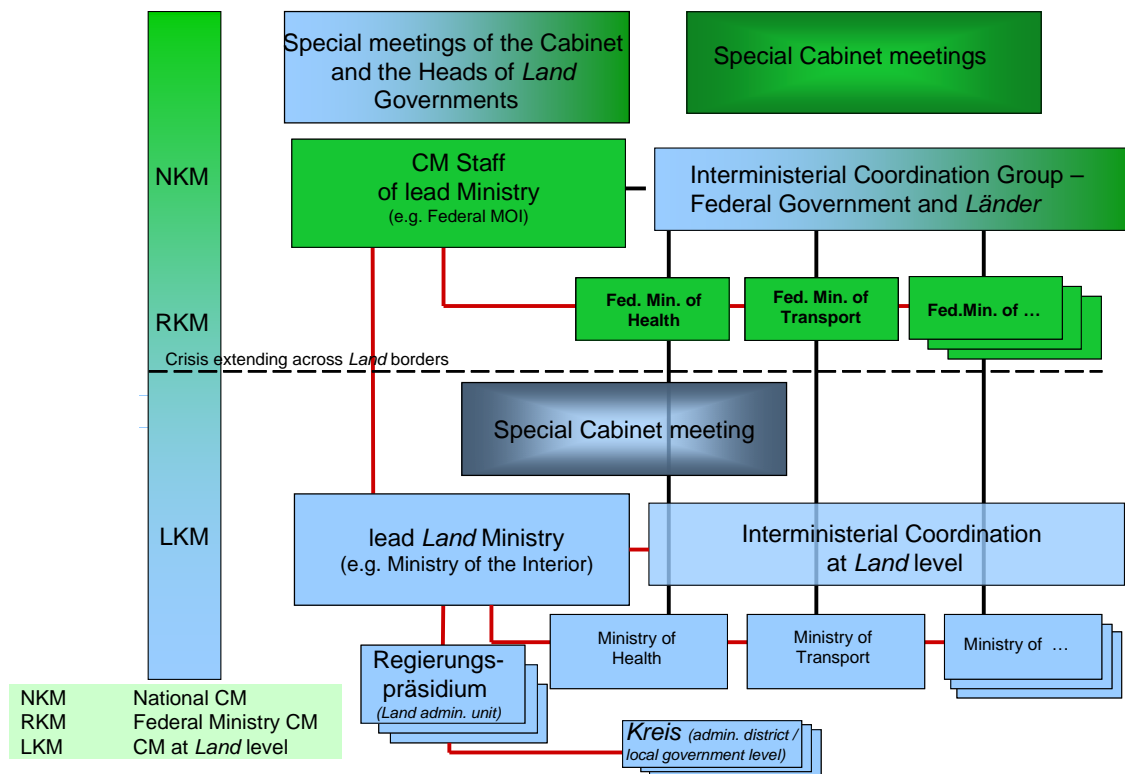 Special meetings of the Cabinet
and the Heads of Land
Governments
Special Cabinet meetings
NKM
CM Staff
of lead Ministry
(e.g. Federal MOI)
Interministerial Coordination Group –
Federal Government and Länder
RKM
Fed. Min. of
Health
Fed. Min. of
Transport
Fed.Min. of …
Crisis extending across Land borders
Special Cabinet meeting
LKM
lead Land Ministry
(e.g. Ministry of the Interior)
Interministerial Coordination
at Land level
Ministry of
Health
Ministry of
Transport
Ministry of …
Regierungs-
präsidium
(Land admin. unit)
Kreis (admin. district /
local government level)
NKM National CM
RKM Federal Ministry CM
LKM CM at Land level